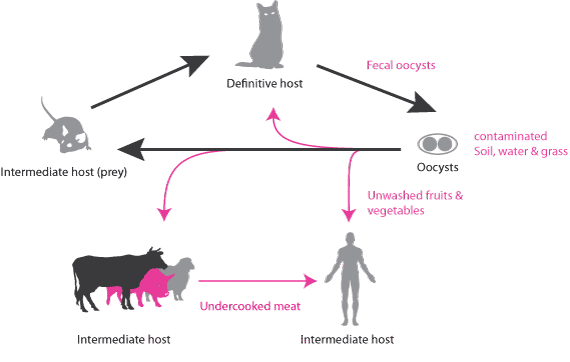 Definitive host
Fecal oocysts
contaminated
Soil, water & grass
Oocysts
Intermediate host (prey)
Unwashed fruits &
vegetables
Undercooked meat
Intermediate host
Intermediate host